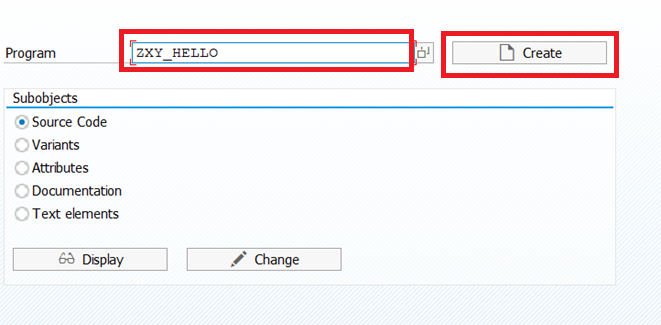 Program ZXY_HELLO Create
Subobjects
Source Code
Variants
Attributes
Documentation
Text elements
Display Change